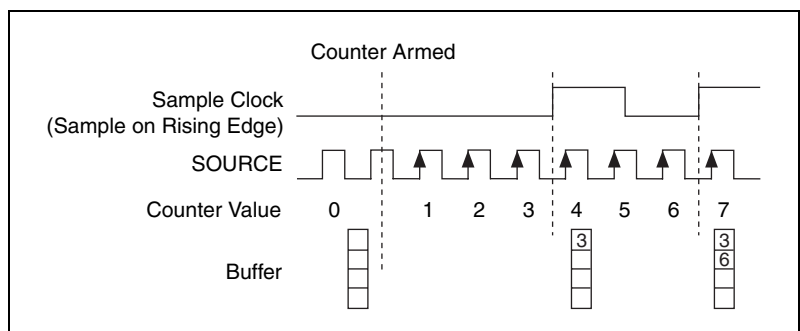 Counter Armed
Sample Clock
(Sample on Rising Edge)
SOURCE
Counter Value 0 1 2 3 4 5 6 7
3 3
6
Buffer